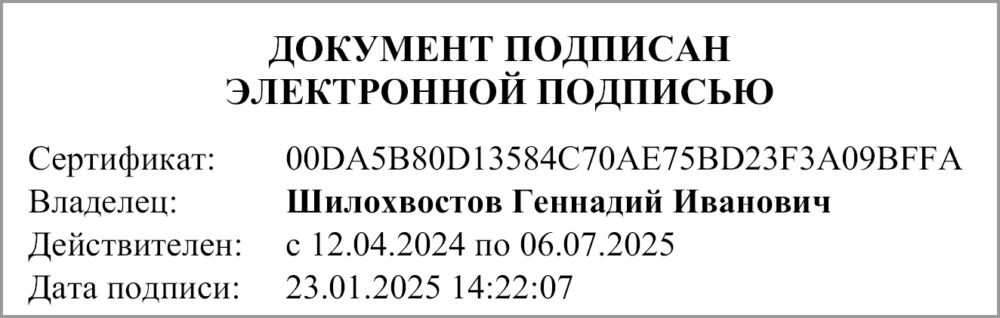 ДОКУМЕНТ ПОДПИСАН
ЭЛЕКТРОННОЙ ПОДПИСЬЮ
Сертификат: 00DA5B80D13584C70AE75BD23F3A09BFFA
Владелец: Шилохвостов Геннадий Иванович
Действителен: с 12.04.2024 по 06.07.2025
Дата подписи: 23.01.2025 14:22:07